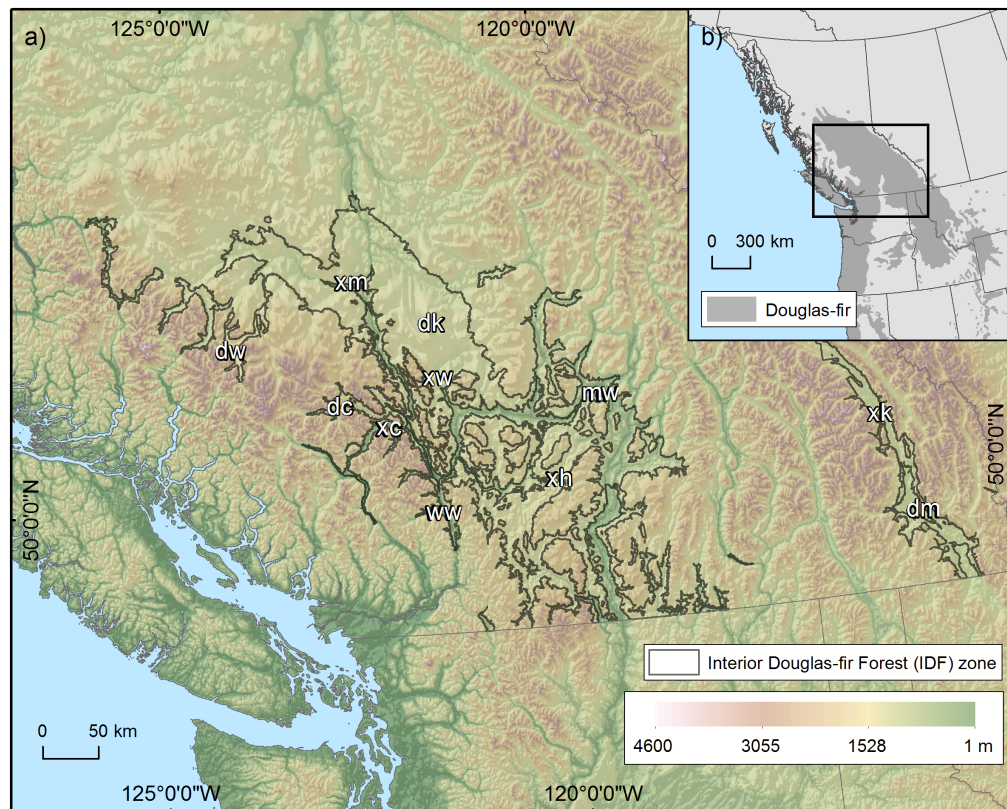 a)
125°0'0"W
120°0'0"W
b)
0 300 km
Douglas-fir
xm
dk
dw
xw
mw
dc
xc
xk
50°0'0"N
xh
50°0'0"N
ww
dm
Interior Douglas-fir Forest (IDF) zone
0 50 km
4600 3055 1528 1 m
125°0'0"W
120°0'0"W